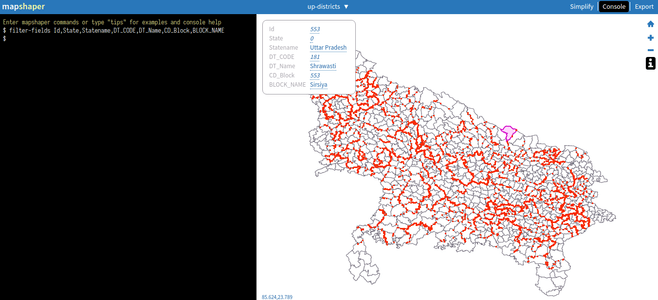 mapshaper
up-districts ▼
Simplify Console Export
Enter mapshaper commands or type "tips" for examples and console help
$ filter-fields Id,State,Statename,DT_CODE,DT_Name,CD_Block,BLOCK_NAME
$
Id 553
State 0
Statename Uttar Pradesh
DT_CODE 181
DT_Name Shrawasti
CD_Block 553
BLOCK_NAME Sirsiya
85.624,23.789